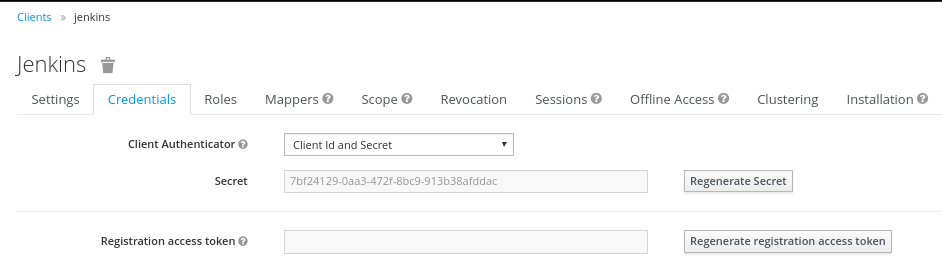 Clients » jenkins
Jenkins
Settings Credentials Roles Mappers Scope Revocation Sessions Offline Access Clustering Installation
Client Authenticator Client Id and Secret
Secret 7bf24129-0aa3-472f-8bc9-913b38afddac Regenerate Secret
Registration access token Regenerate registration access token